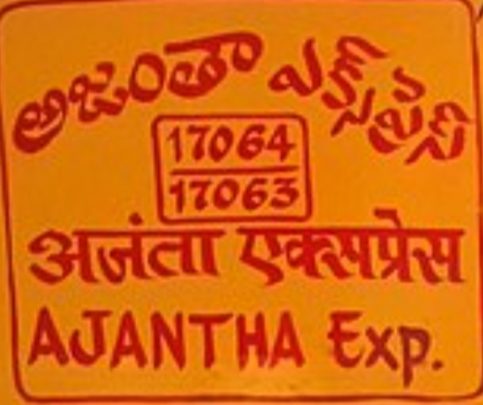 అజంతా ఎక్స్‌ప్రెస్
17064
17063
अजंता एक्सप्रेस
AJANTHA Exp.